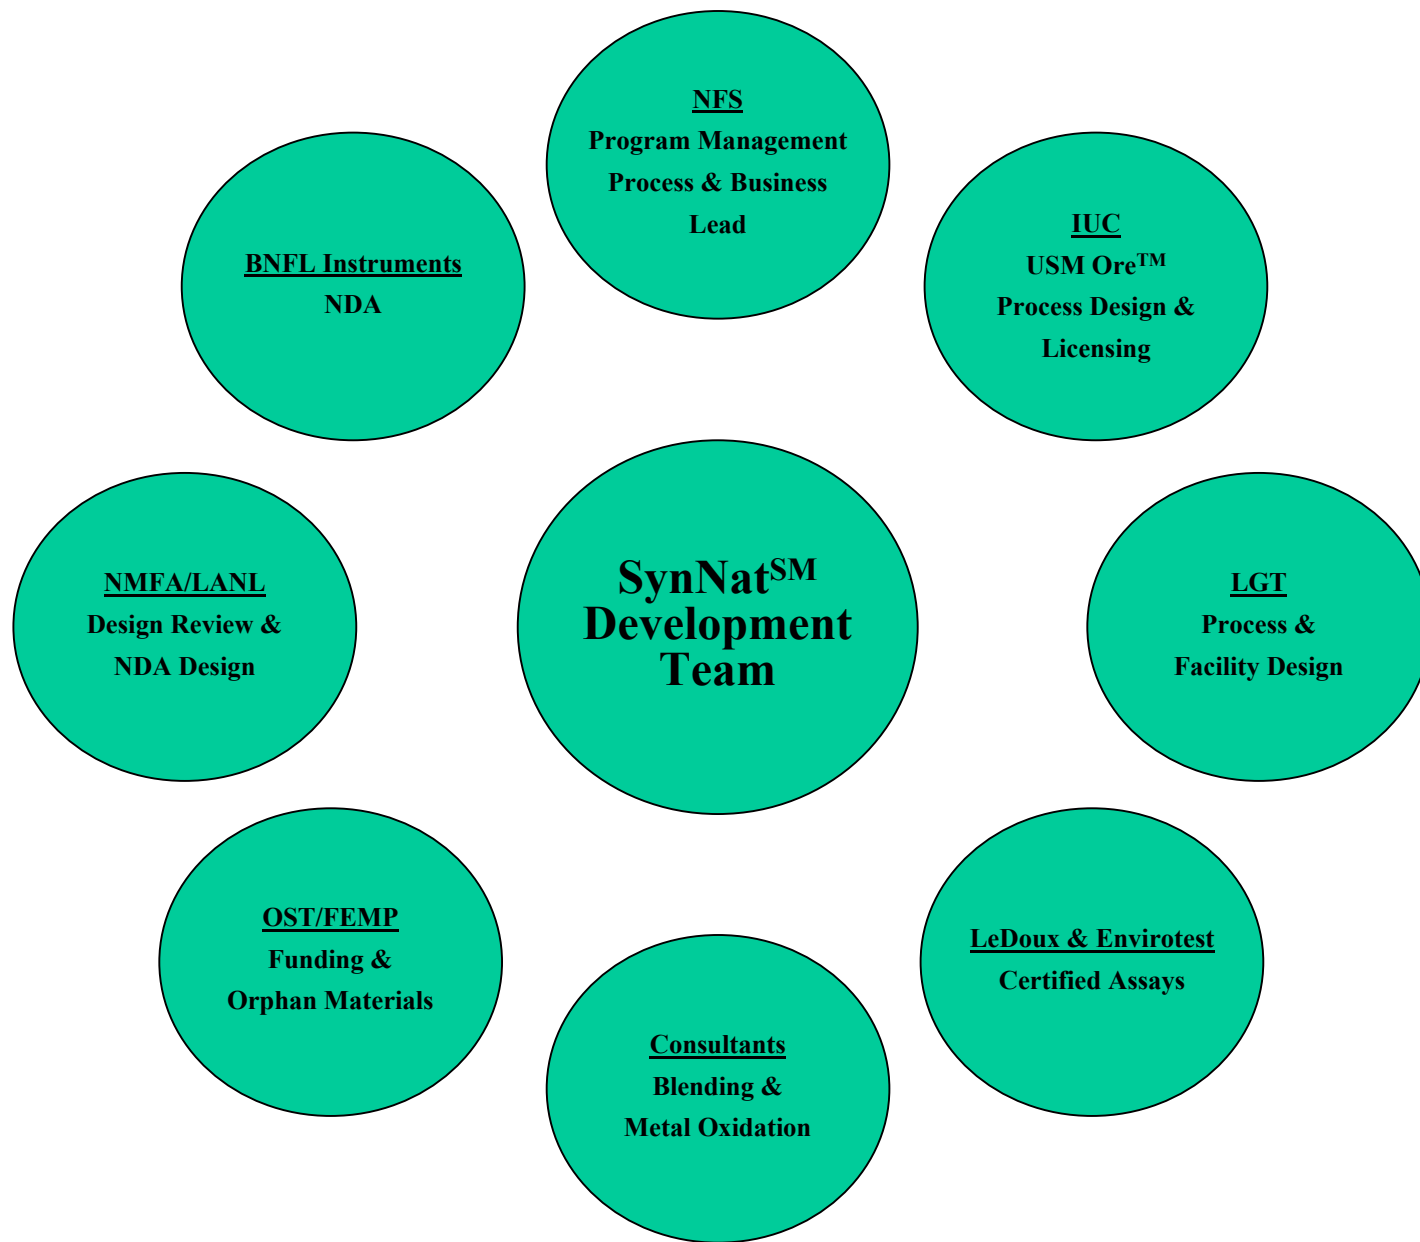 NFS
Program Management
Process & Business
Lead
BNFL Instruments
NDA
IUC
USM Ore™
Process Design &
Licensing
NMFA/LANL
Design Review &
NDA Design
SynNat℠
Development
Team
LGT
Process &
Facility Design
OST/FEMP
Funding &
Orphan Materials
LeDoux & Envirotest
Certified Assays
Consultants
Blending &
Metal Oxidation